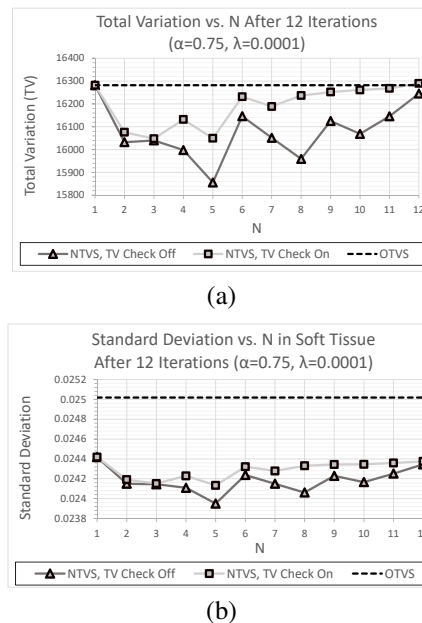 Total Variation vs. N After 12 Iterations
(α=0.75, λ=0.0001)
Total Variation (TV)
16400
16300
16200
16100
16000
15900
15800
1 2 3 4 5 6 7 8 9 10 11 12
N
NTVS, TV Check Off NTVS, TV Check On OTVS
(a)
Standard Deviation vs. N in Soft Tissue
After 12 Iterations (α=0.75, λ=0.0001)
Standard Deviation
0.0252
0.025
0.0248
0.0246
0.0244
0.0242
0.024
0.0238
1 2 3 4 5 6 7 8 9 10 11 12
N
NTVS, TV Check Off NTVS, TV Check On OTVS
(b)